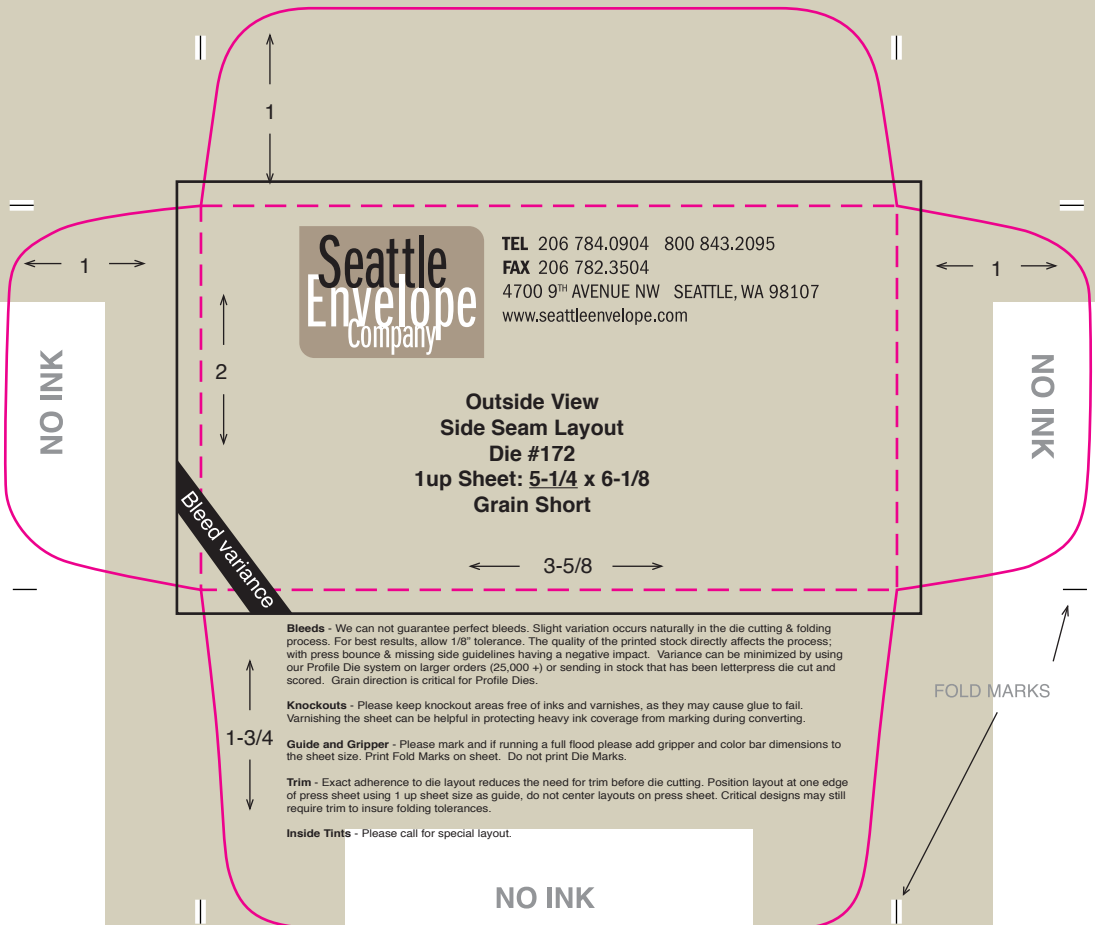 1
Seattle
Envelope
Company
TEL 206 784.0904 800 843.2095
FAX 206 782.3504
4700 9TH AVENUE NW SEATTLE, WA 98107
www.seattleenvelope.com
1
1
2
NO INK
NO INK
Outside View
Side Seam Layout
Die #172
1up Sheet: 5-1/4 x 6-1/8
Grain Short
3-5/8
Bleed variance
Bleeds - We can not guarantee perfect bleeds. Slight variation occurs naturally in the die cutting & folding
process. For best results, allow 1/8" tolerance. The quality of the printed stock directly affects the process;
with press bounce & missing side guidelines having a negative impact. Variance can be minimized by using
our Profile Die system on larger orders (25,000 +) or sending in stock that has been letterpress die cut and
scored. Grain direction is critical for Profile Dies.
Knockouts - Please keep knockout areas free of inks and varnishes, as they may cause glue to fail.
Varnishing the sheet can be helpful in protecting heavy ink coverage from marking during converting.
Guide and Gripper - Please mark and if running a full flood please add gripper and color bar dimensions to
the sheet size. Print Fold Marks on sheet. Do not print Die Marks.
Trim - Exact adherence to die layout reduces the need for trim before die cutting. Position layout at one edge
of press sheet using 1 up sheet size as guide, do not center layouts on press sheet. Critical designs may still
require trim to insure folding tolerances.
Inside Tints - Please call for special layout.
1-3/4
FOLD MARKS
NO INK